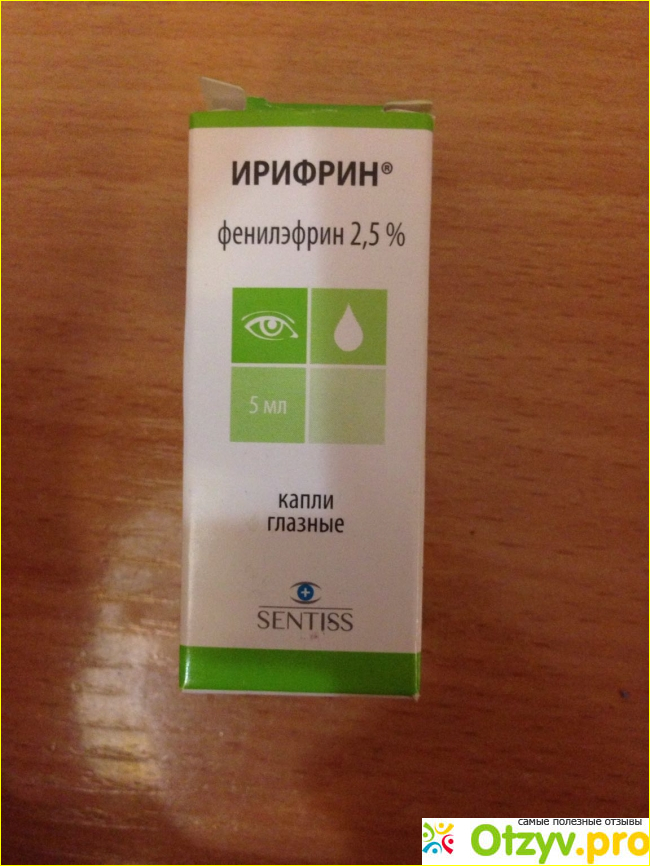 ИРИФРИН®
фенилэфрин 2,5 %
5 мл
капли
глазные
SENTISS
самые полезные отзывы
Otzyv.pro